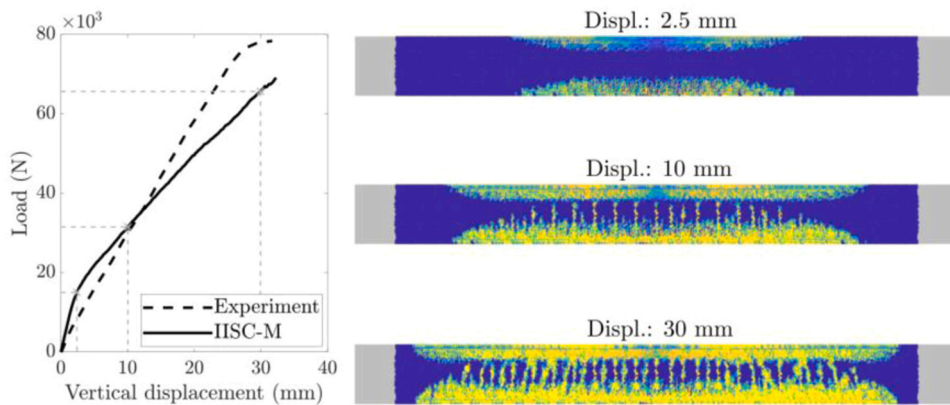 ×10³
80
60
40
20
0
Load (N)
0 10 20 30 40
Vertical displacement (mm)
Experiment
IISC-M
Displ.: 2.5 mm
Displ.: 10 mm
Displ.: 30 mm